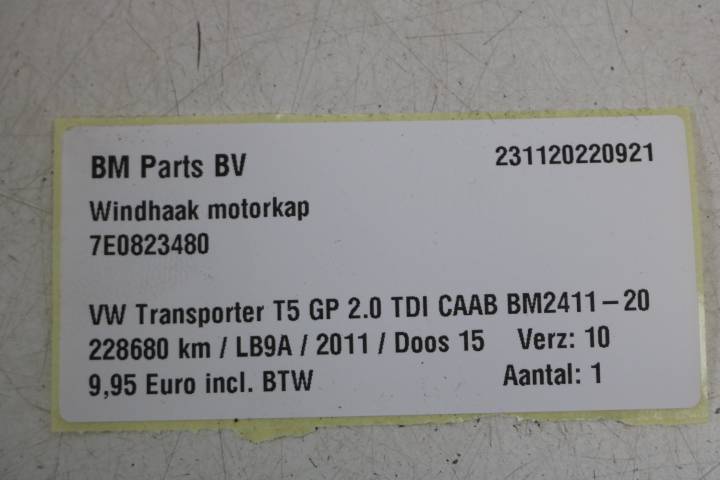 BM Parts BV 231120220921
Windhaak motorkap
7E0823480
VW Transporter T5 GP 2.0 TDI CAAB BM2411-20
228680 km / LB9A / 2011 / Doos 15 Verz: 10
9,95 Euro incl. BTW Aantal: 1